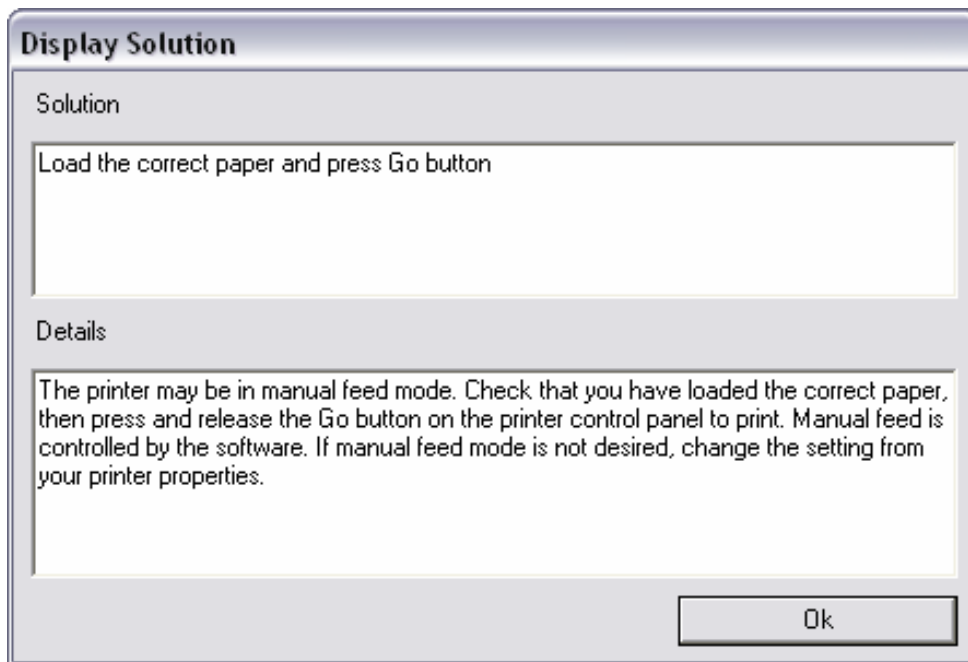 Display Solution
Solution
Load the correct paper and press Go button
Details
The printer may be in manual feed mode. Check that you have loaded the correct paper,
then press and release the Go button on the printer control panel to print. Manual feed is
controlled by the software. If manual feed mode is not desired, change the setting from
your printer properties.
Ok